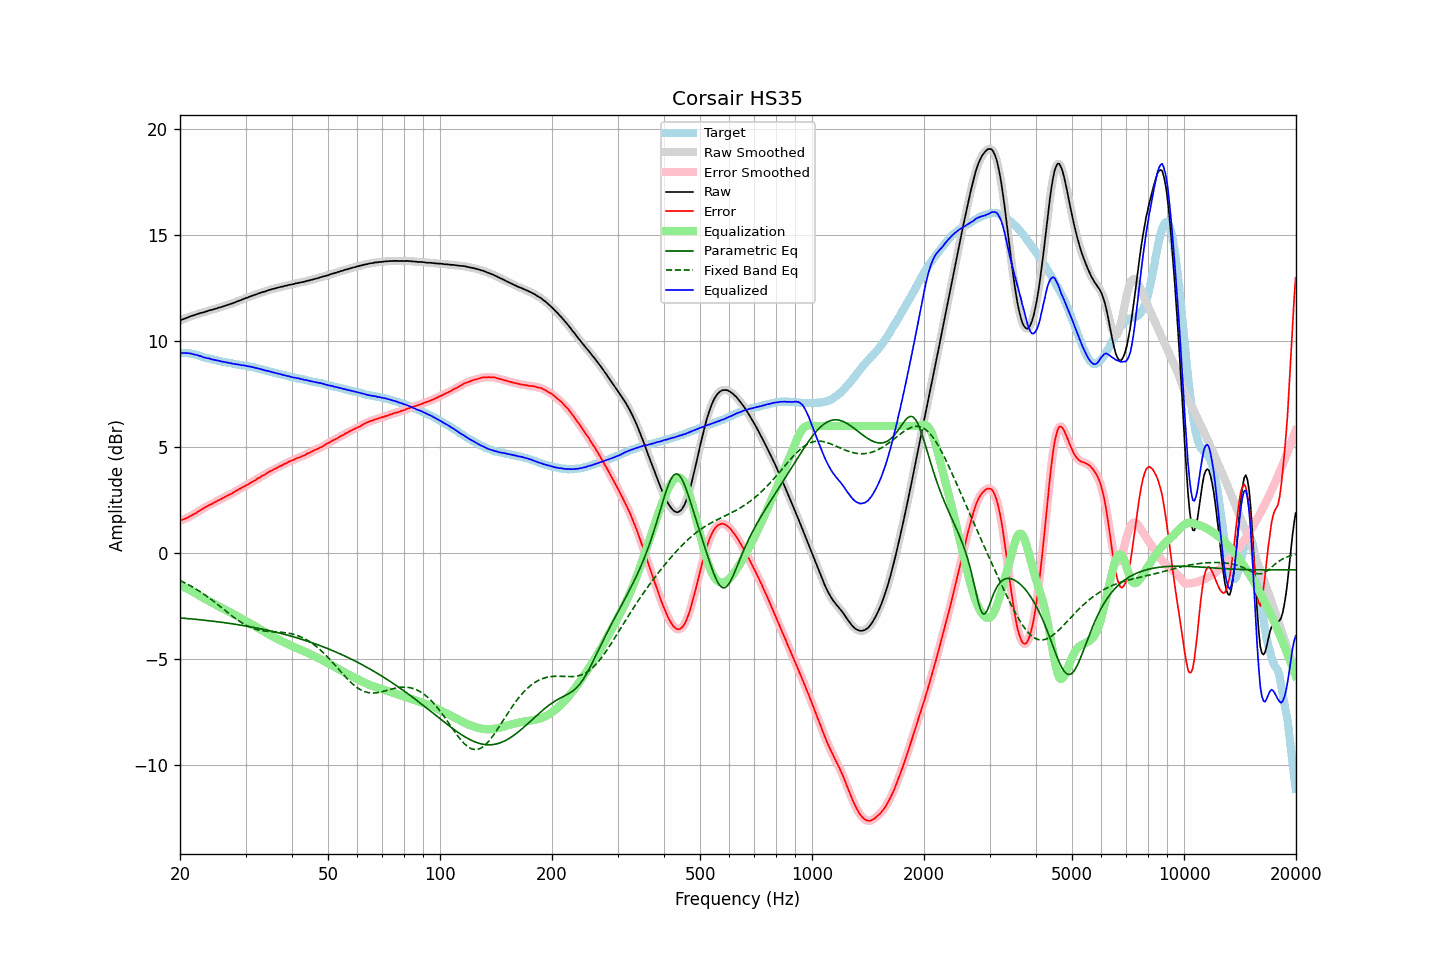 Corsair HS35
Target
Raw Smoothed
Error Smoothed
Raw
Error
Equalization
Parametric Eq
Fixed Band Eq
Equalized
Amplitude (dBr)
20
15
10
5
0
−5
−10
20 50 100 200 500 1000 2000 5000 10000 20000
Frequency (Hz)